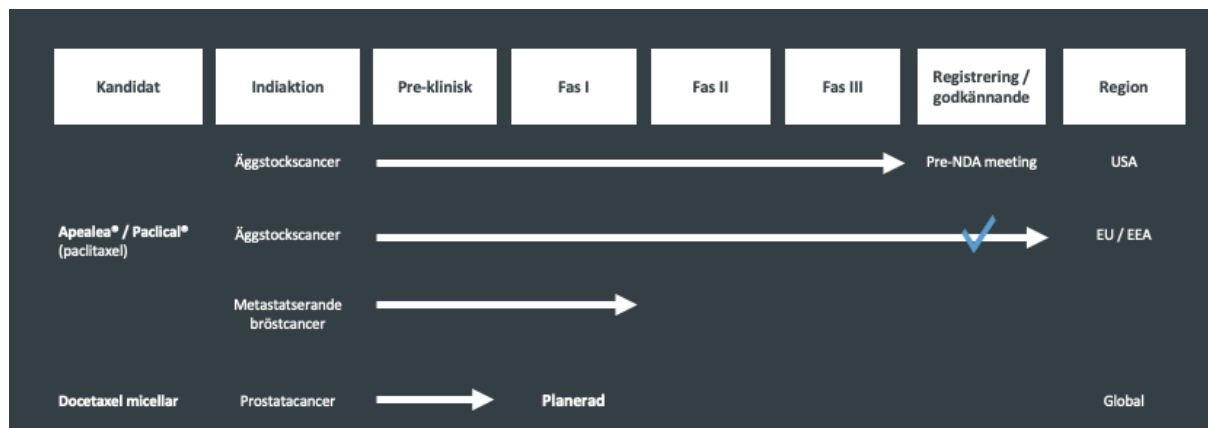 Kandidat
Indiaktion
Pre-klinisk
Fas I
Fas II
Fas III
Registrering /
godkännande
Region
Äggstockscancer
Pre-NDA meeting
USA
Apealea® / Paclical®
(paclitaxel)
Äggstockscancer
EU / EEA
Metastatserande
bröstcancer
Docetaxel micellar
Prostatacancer
Planerad
Global